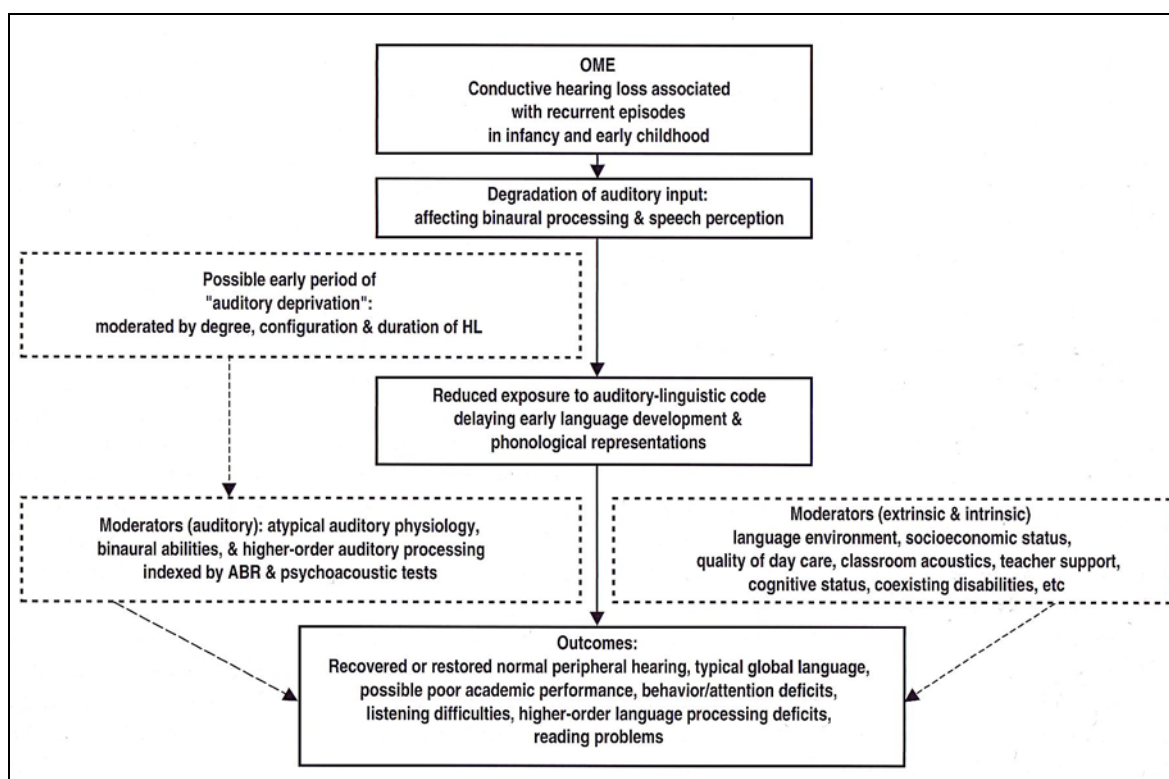 OME
Conductive hearing loss associated
with recurrent episodes
in infancy and early childhood
Degradation of auditory input:
affecting binaural processing & speech perception
Possible early period of
"auditory deprivation":
moderated by degree, configuration & duration of HL
Reduced exposure to auditory-linguistic code
delaying early language development &
phonological representations
Moderators (auditory): atypical auditory physiology,
binaural abilities, & higher-order auditory processing
indexed by ABR & psychoacoustic tests
Moderators (extrinsic & intrinsic)
language environment, socioeconomic status,
quality of day care, classroom acoustics, teacher support,
cognitive status, coexisting disabilities, etc
Outcomes:
Recovered or restored normal peripheral hearing, typical global language,
possible poor academic performance, behavior/attention deficits,
listening difficulties, higher-order language processing deficits,
reading problems